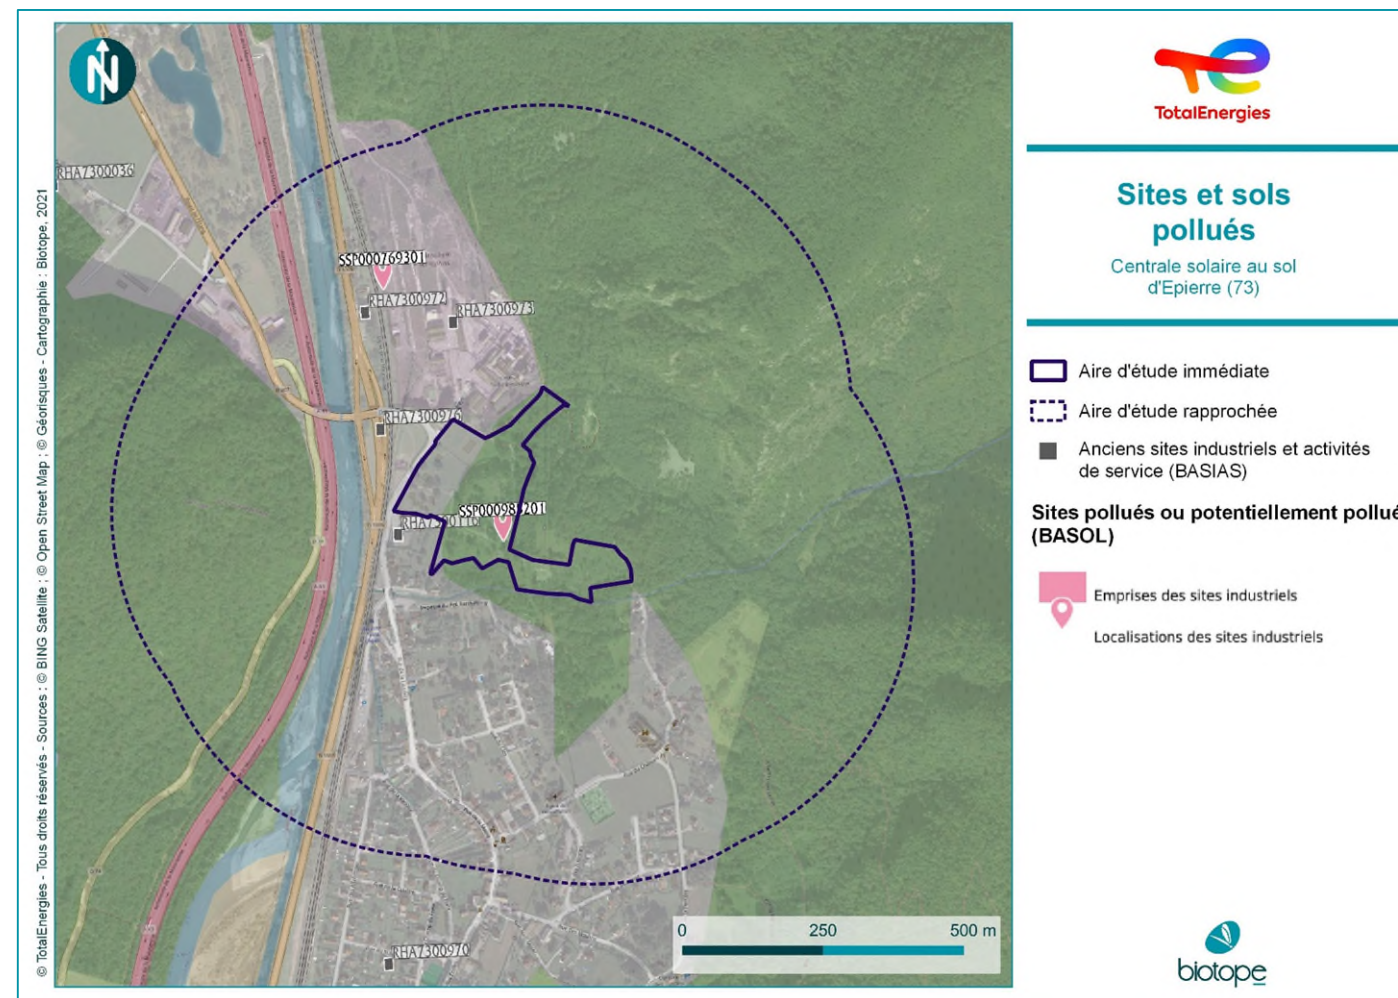 N
RHA7300036
SSP000769301
RHA7300972
RHA7300973
RHA7300976
SSP000983201
RHA7300970
0 250 500 m
© TotalEnergies - Tous droits réservés - Sources : © BING Satellite ; © Open Street Map ; © Géorisques - Cartographie : Biotope, 2021
TotalEnergies
Sites et sols
pollués
Centrale solaire au sol
d'Epierre (73)
Aire d'étude immédiate
Aire d'étude rapprochée
Anciens sites industriels et activités
de service (BASIAS)
Sites pollués ou potentiellement pollué
(BASOL)
Emprises des sites industriels
Localisations des sites industriels
biotope